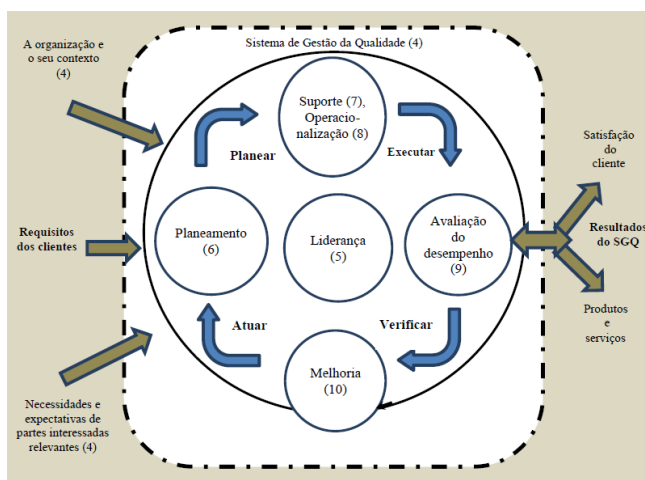 A organização e
o seu contexto
(4)
Sistema de Gestão da Qualidade (4)
Suporte (7),
Operacio-
nalização (8)
Planear
Executar
Satisfação
do
cliente
Requisitos
dos clientes
Planeamento
(6)
Liderança
(5)
Avaliação
do
desempenho
(9)
Resultados
do SGQ
Atuar
Verificar
Produtos
e
serviços
Melhoria
(10)
Necessidades e
expectativas de
partes interessadas
relevantes (4)